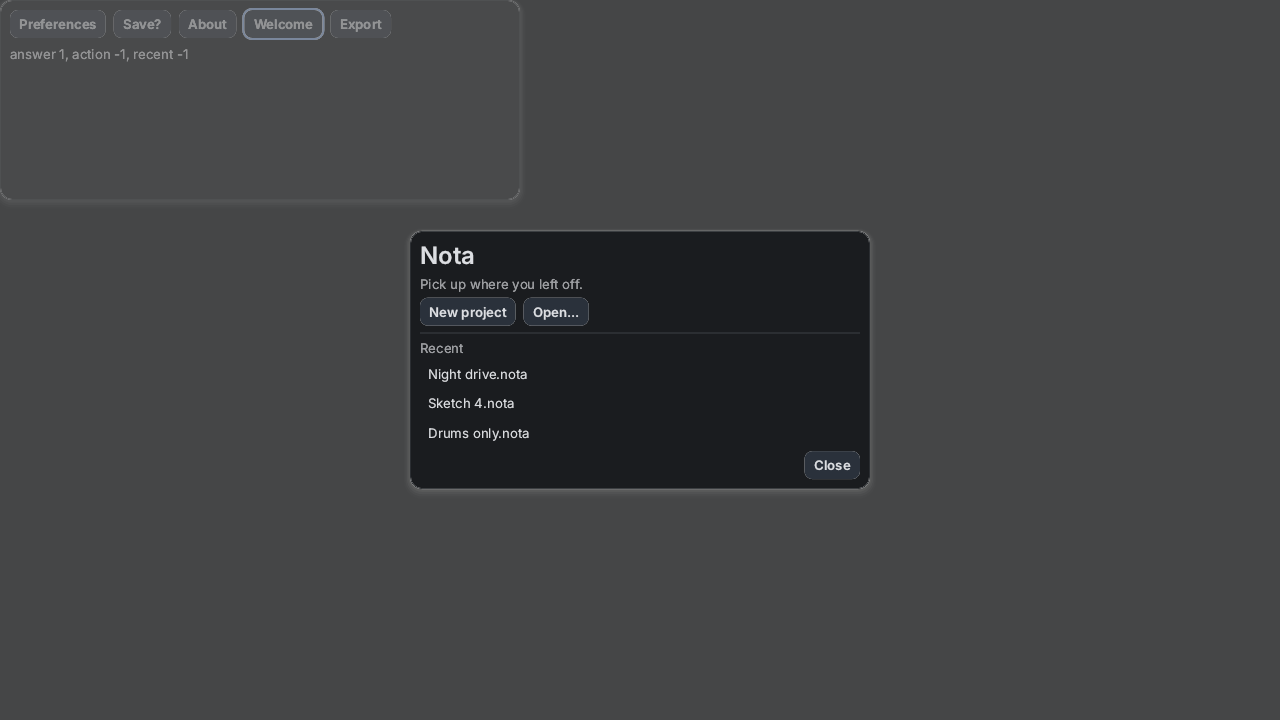 Preferences Save? About Welcome Export
answer 1, action -1, recent -1
Nota
Pick up where you left off.
New project Open...
Recent
Night drive.nota
Sketch 4.nota
Drums only.nota
Close